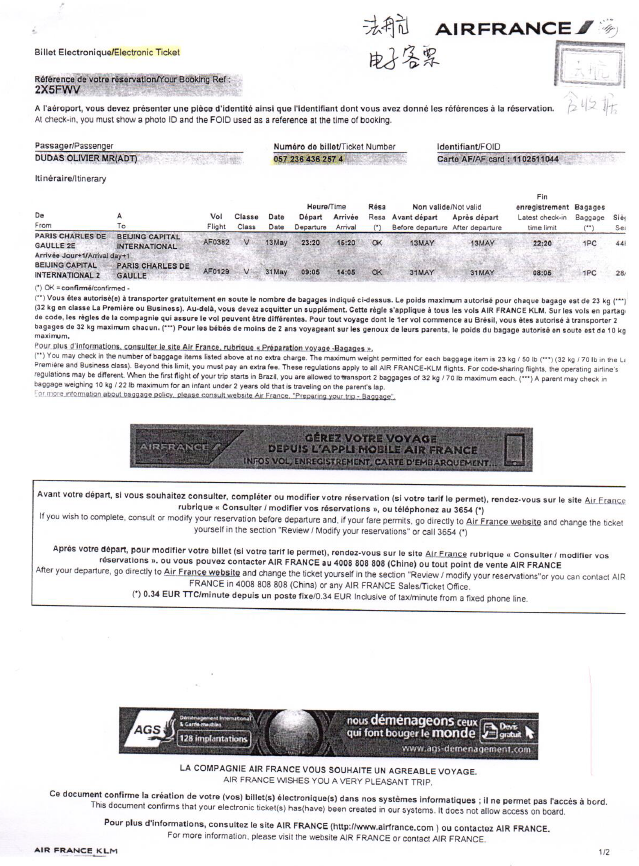 法航
电子客票
AIRFRANCE
Billet Electronique/Electronic Ticket
Référence de votre réservation/Your Booking Ref :
2X5FWV
A l'aéroport, vous devez présenter une pièce d'identité ainsi que l'identifiant dont vous avez donné les références à la réservation.
At check-in, you must show a photo ID and the FOID used as a reference at the time of booking.
Passager/Passenger Numéro de billet/Ticket Number Identifiant/FOID
DUDAS OLIVIER MR(ADT) 057 236 436 257 4 Carte AF/AF card : 1102511044
Itinéraire/Itinerary
Heure/Time Résa Non valide/Not valid Fin enregistrement Bagages
De A Vol Classe Date Départ Arrivée Resa Avant départ Après départ Latest check-in Baggage
From To Flight Class Date Departure Arrival (*) Before departure After departure time limit (**)
PARIS CHARLES DE GAULLE 2E BEIJING CAPITAL INTERNATIONAL AF0382 V 13May 23:20 15:20 OK 13MAY 13MAY 22:20 1PC
Arrivée Jour+1/Arrival day+1
BEIJING CAPITAL INTERNATIONAL 2 PARIS CHARLES DE GAULLE AF0129 V 31May 09:05 14:05 OK 31MAY 31MAY 08:05 1PC
(*) OK = confirmé/confirmed -
(**) Vous êtes autorisé(e) à transporter gratuitement en soute le nombre de bagages indiqué ci-dessus. Le poids maximum autorisé pour chaque bagage est de 23 kg (***)
(32 kg en classe La Première ou Business). Au-delà, vous devez acquitter un supplément. Cette règle s'applique à tous les vols AIR FRANCE KLM. Sur les vols en partage
de code, les règles de la compagnie qui assure le vol peuvent être différentes. Pour tout voyage dont le 1er vol commence au Brésil, vous êtes autorisé à transporter 2
bagages de 32 kg maximum chacun. (***) Pour les bébés de moins de 2 ans voyageant sur les genoux de leurs parents, le poids du bagage autorisé en soute est de 10 kg
maximum.
Pour plus d'informations, consulter le site Air France, rubrique « Préparation voyage -Bagages ».
(**) You may check in the number of baggage items listed above at no extra charge. The maximum weight permitted for each baggage item is 23 kg / 50 lb (***) (32 kg / 70 lb in the La
Première and Business class). Beyond this limit, you must pay an extra fee. These regulations apply to all AIR FRANCE-KLM flights. For code-sharing flights, the operating airline's
regulations may be different. When the first flight of your trip starts in Brazil, you are allowed to transport 2 baggages of 32 kg / 70 lb maximum each. (***) A parent may check in
baggage weighing 10 kg / 22 lb maximum for an infant under 2 years old that is traveling on the parent's lap.
For more information about baggage policy, please consult website Air France, "Preparing your trip - Baggage".
AIRFRANCE
GÉREZ VOTRE VOYAGE
DEPUIS L'APPLI MOBILE AIR FRANCE
INFOS VOL, ENREGISTREMENT, CARTE D'EMBARQUEMENT...
Avant votre départ, si vous souhaitez consulter, compléter ou modifier votre réservation (si votre tarif le permet), rendez-vous sur le site Air France
rubrique « Consulter / modifier vos réservations », ou téléphonez au 3654 (*)
If you wish to complete, consult or modify your reservation before departure and, if your fare permits, go directly to Air France website and change the ticket
yourself in the section "Review / Modify your reservations" or call 3654 (*)
Après votre départ, pour modifier votre billet (si votre tarif le permet), rendez-vous sur le site Air France rubrique « Consulter / modifier vos
réservations ». ou vous pouvez contacter AIR FRANCE au 4008 808 808 (Chine) ou tout point de vente AIR FRANCE
After your departure, go directly to Air France website and change the ticket yourself in the section "Review / modify your reservations"or you can contact AIR
FRANCE in 4008 808 808 (China) or any AIR FRANCE Sales/Ticket Office.
(*) 0.34 EUR TTC/minute depuis un poste fixe/0.34 EUR Inclusive of tax/minute from a fixed phone line.
AGS
Déménagement International
& Garde-meubles
128 implantations
nous déménageons ceux
qui font bouger le monde
Devis
gratuit
www.ags-demenagement.com
LA COMPAGNIE AIR FRANCE VOUS SOUHAITE UN AGREABLE VOYAGE.
AIR FRANCE WISHES YOU A VERY PLEASANT TRIP.
Ce document confirme la création de votre (vos) billet(s) électronique(s) dans nos systèmes informatiques ; il ne permet pas l'accès à bord.
This document confirms that your electronic ticket(s) has(have) been created in our systems. It does not allow access on board.
Pour plus d'informations, consultez le site AIR FRANCE (http://www.airfrance.com ) ou contactez AIR FRANCE.
For more information, please visit the website AIR FRANCE or contact AIR FRANCE.
AIR FRANCE KLM 1/2